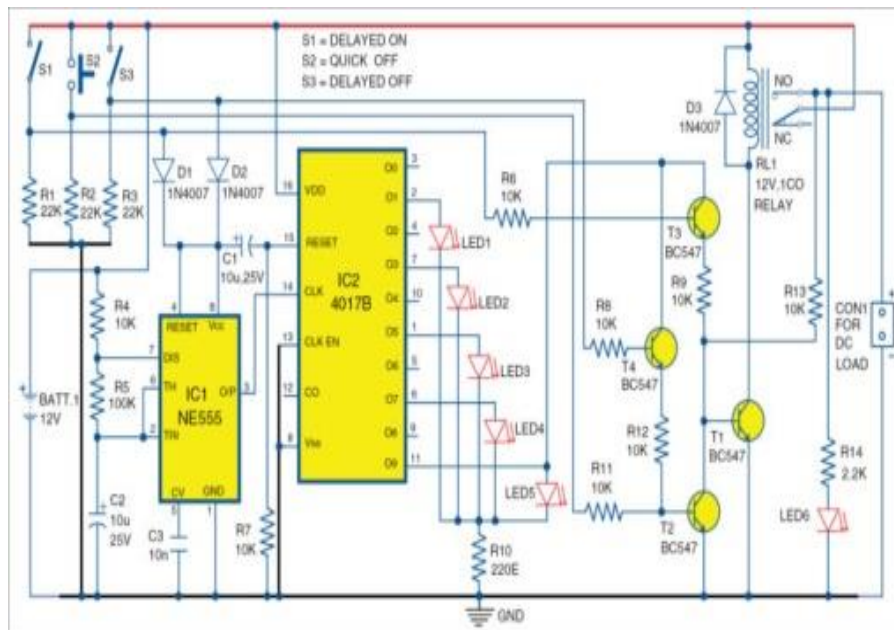 S1 = DELAYED ON
S2 = QUICK OFF
S3 = DELAYED OFF
S1
S2
S3
R1
22K
R2
22K
R3
22K
D1
1N4007
D2
1N4007
C1
10u,25V
R4
10K
R5
100K
BATT.1
12V
C2
10u
25V
C3
10n
4
RESET
8
Vcc
7
DIS
6
TH
2
TRI
O/P
3
IC1
NE555
CV
5
GND
1
R7
10K
16
VDD
15
RESET
14
CLK
13
CLK EN
12
CO
8
Vss
IC2
4017B
O0
3
O1
2
O2
4
O3
7
O4
10
O5
1
O6
5
O7
6
O8
9
O9
11
LED1
LED2
LED3
LED4
LED5
R10
220E
GND
R6
10K
R8
10K
R11
10K
R12
10K
R9
10K
T3
BC547
T4
BC547
T1
BC547
T2
BC547
D3
1N4007
NO
NC
RL1
12V,1CO
RELAY
R13
10K
R14
2.2K
LED6
+
CON1
FOR
DC
LOAD
-